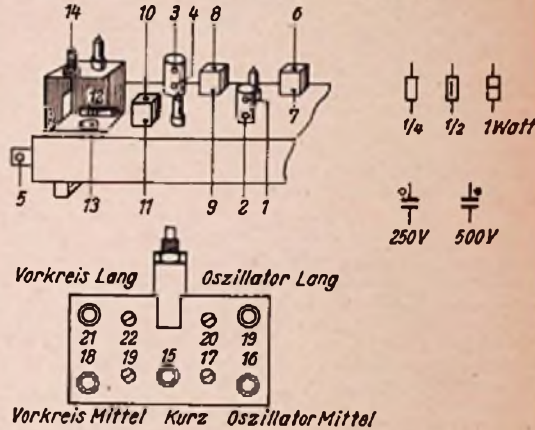 14 10 3 4 8 6
12
7
5 13 11 9 2 1
1/4 1/2 1Watt
250V 500V
Vorkreis Lang Oszillator Lang
21 22 20 19
18 19 15 17 16
Vorkreis Mittel Kurz Oszillator Mittel